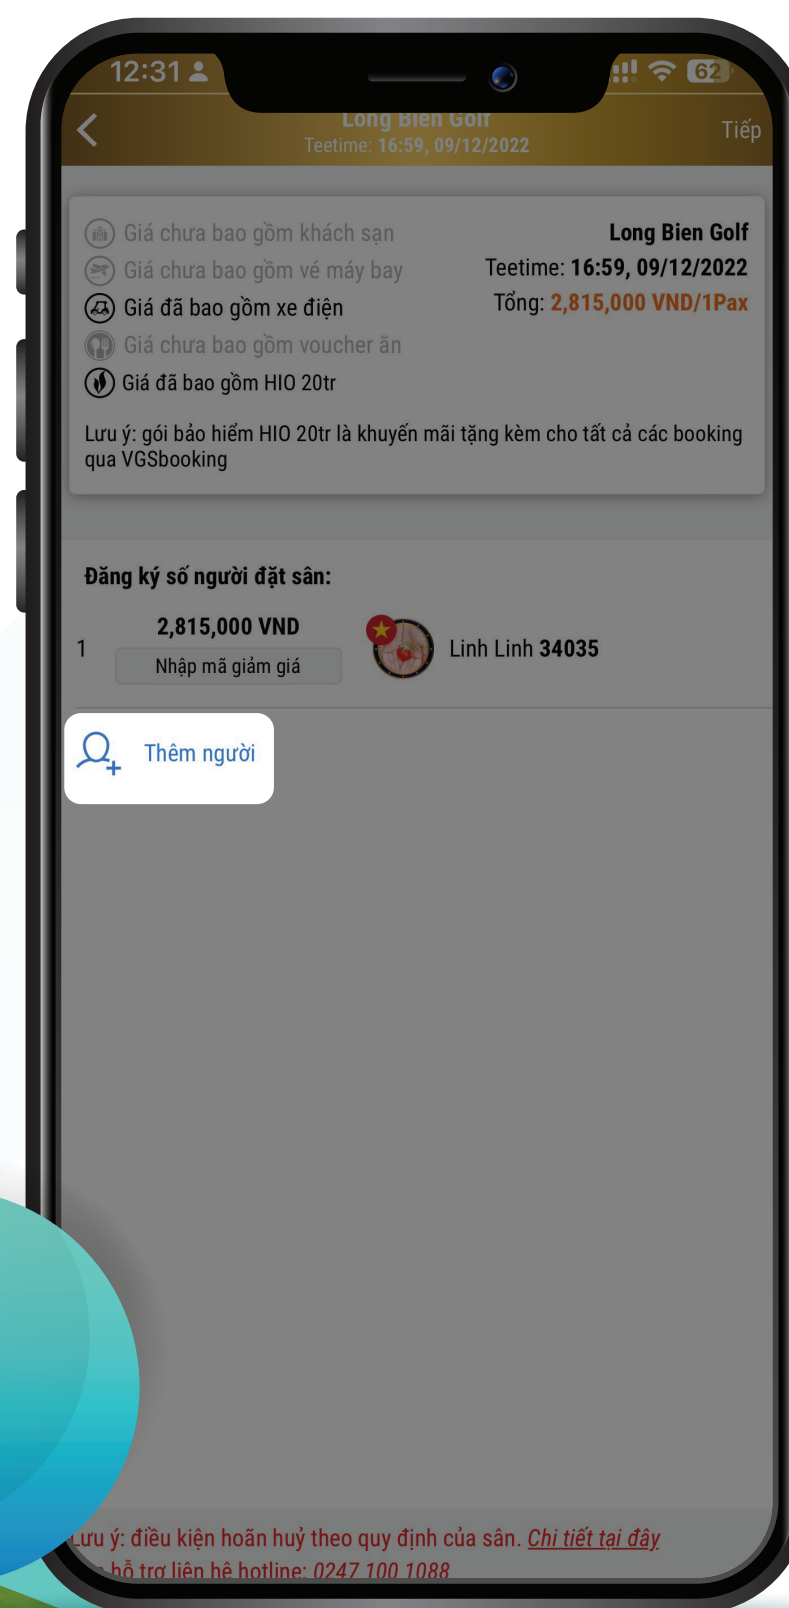 12:31
62
Long Bien Golf
Teetime: 16:59, 09/12/2022
Tiếp
Giá chưa bao gồm khách sạn
Giá chưa bao gồm vé máy bay
Giá đã bao gồm xe điện
Giá chưa bao gồm voucher ăn
Giá đã bao gồm HIO 20tr
Long Bien Golf
Teetime: 16:59, 09/12/2022
Tổng: 2,815,000 VND/1Pax
Lưu ý: gói bảo hiểm HIO 20tr là khuyến mãi tặng kèm cho tất cả các booking
qua VGSbooking
Đăng ký số người đặt sân:
1
2,815,000 VND
Nhập mã giảm giá
Linh Linh 34035
Thêm người
Lưu ý: điều kiện hoãn huỷ theo quy định của sân. Chi tiết tại đây
hỗ trợ liên hệ hotline: 0247 100 1088